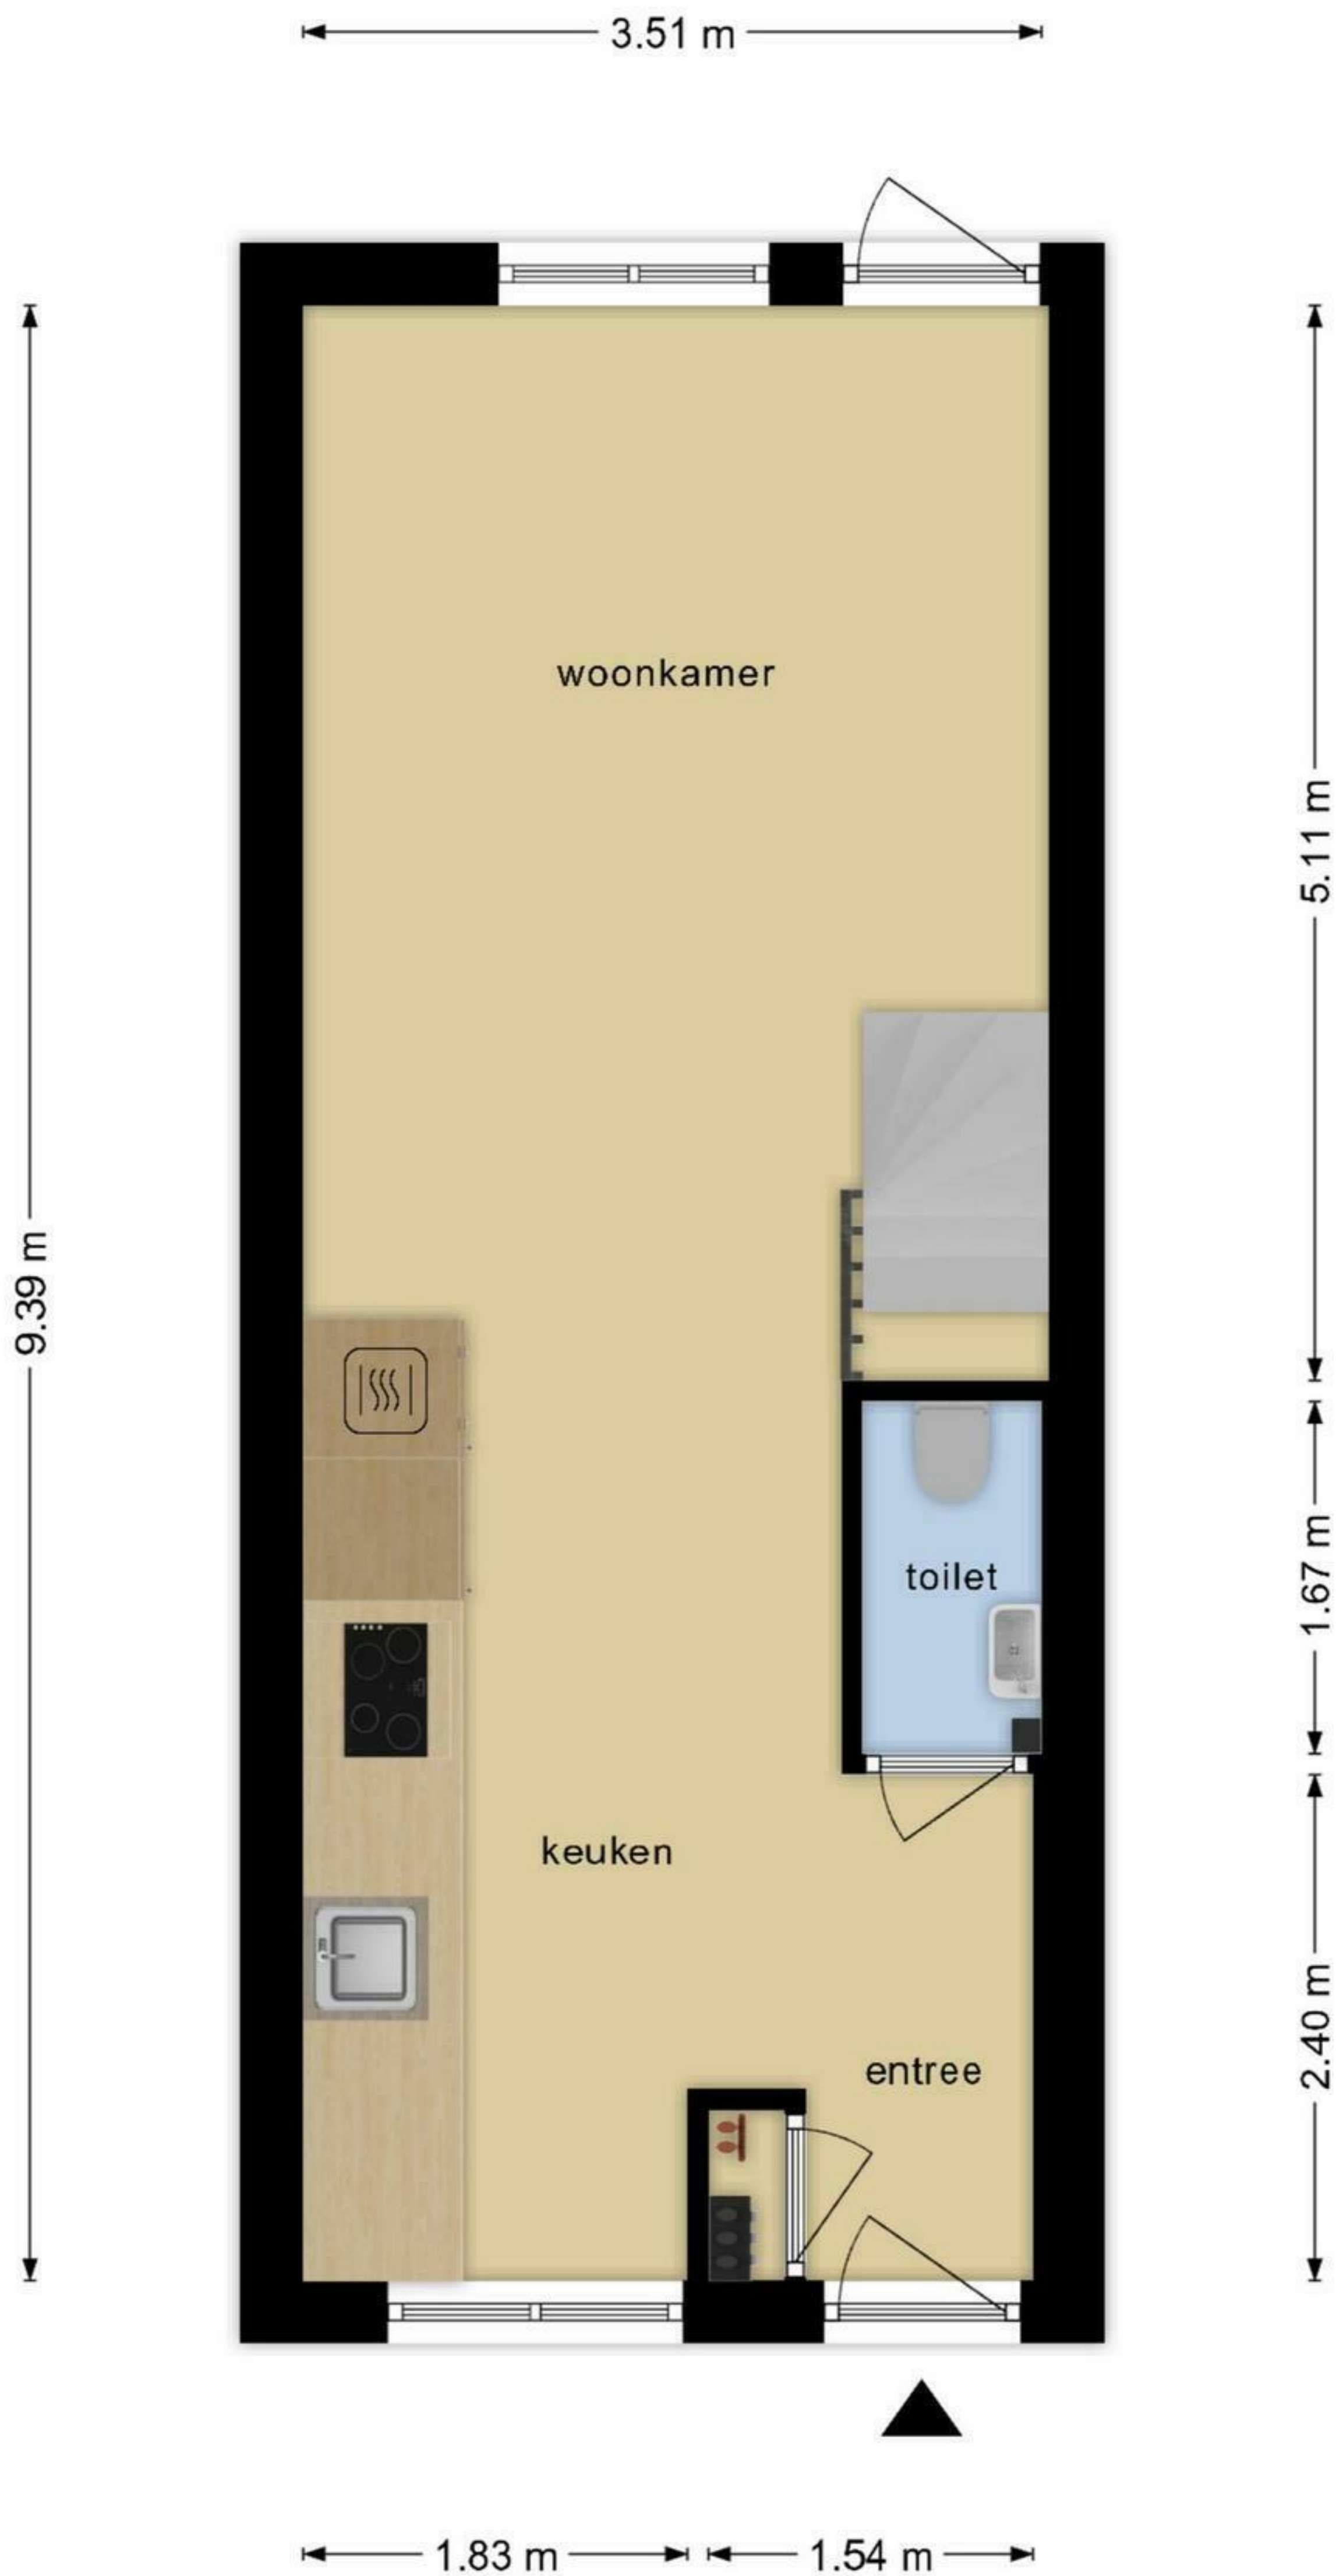 3.51 m
woonkamer
5.11 m
9.39 m
1.67 m
toilet
keuken
2.40 m
entree
1.83 m
1.54 m